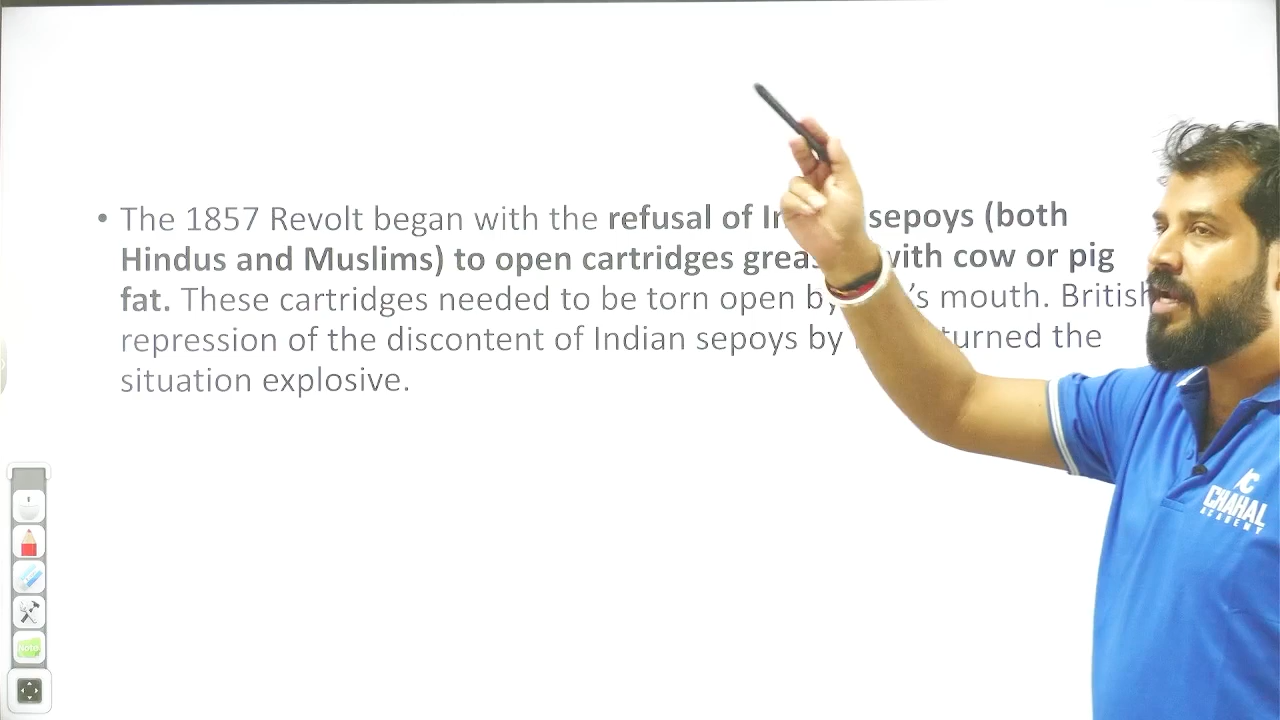 • The 1857 Revolt began with the refusal of sepoys (both
Hindus and Muslims) to open cartridges with cow or pig
fat. These cartridges needed to be torn open mouth. British
repression of the discontent of Indian sepoys by turned the
situation explosive.
CHAHAL
ACADEMY
Note